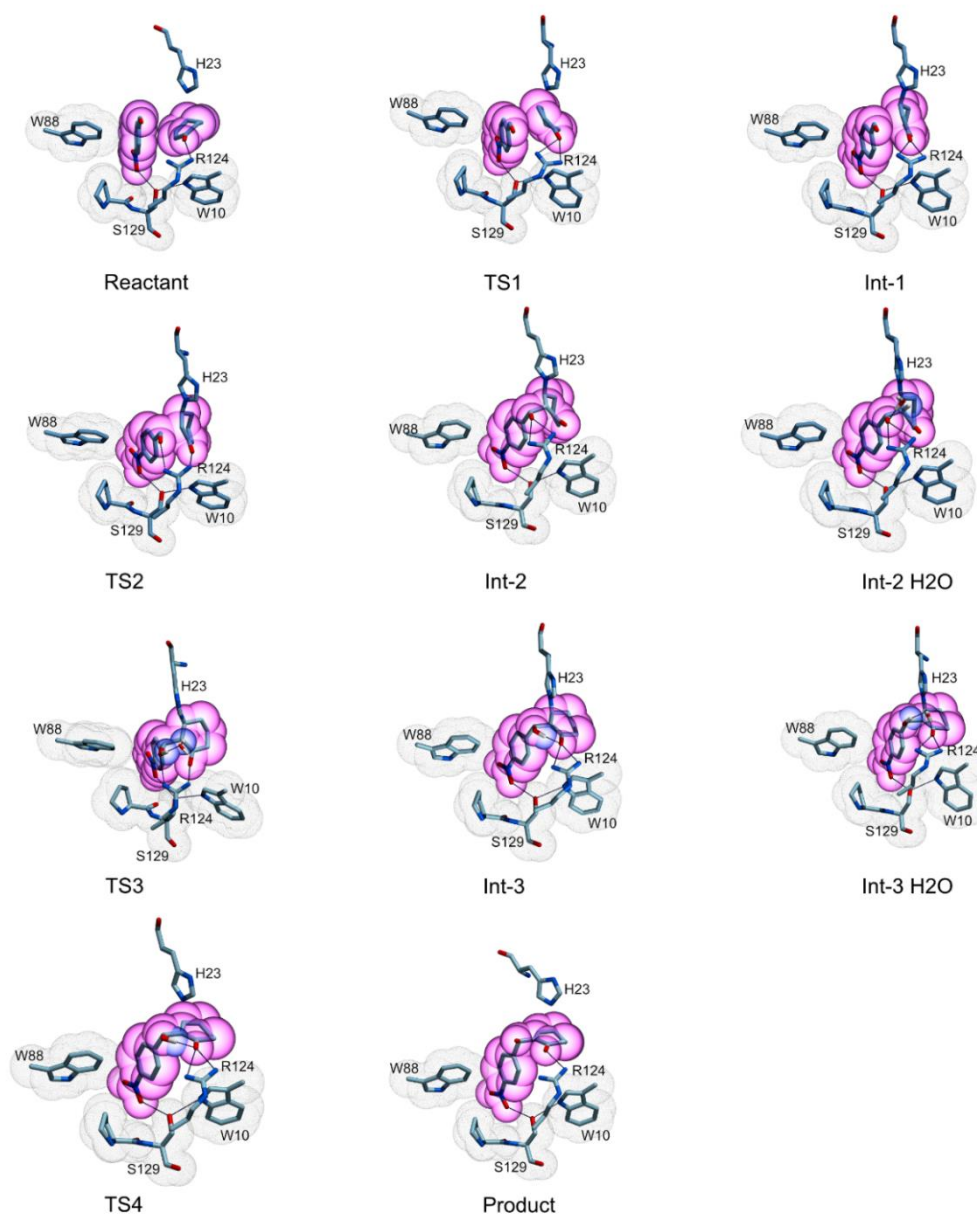 H23
W88
R124
W10
S129
Reactant
H23
W88
R124
W10
S129
TS1
H23
W88
R124
W10
S129
Int-1
H23
W88
R124
W10
S129
TS2
H23
W88
R124
W10
S129
Int-2
H23
W88
R124
W10
S129
Int-2 H2O
H23
W88
W10
R124
S129
TS3
H23
W88
R124
W10
S129
Int-3
H23
W88
R124
W10
S129
Int-3 H2O
H23
W88
R124
W10
S129
TS4
H23
W88
R124
W10
S129
Product